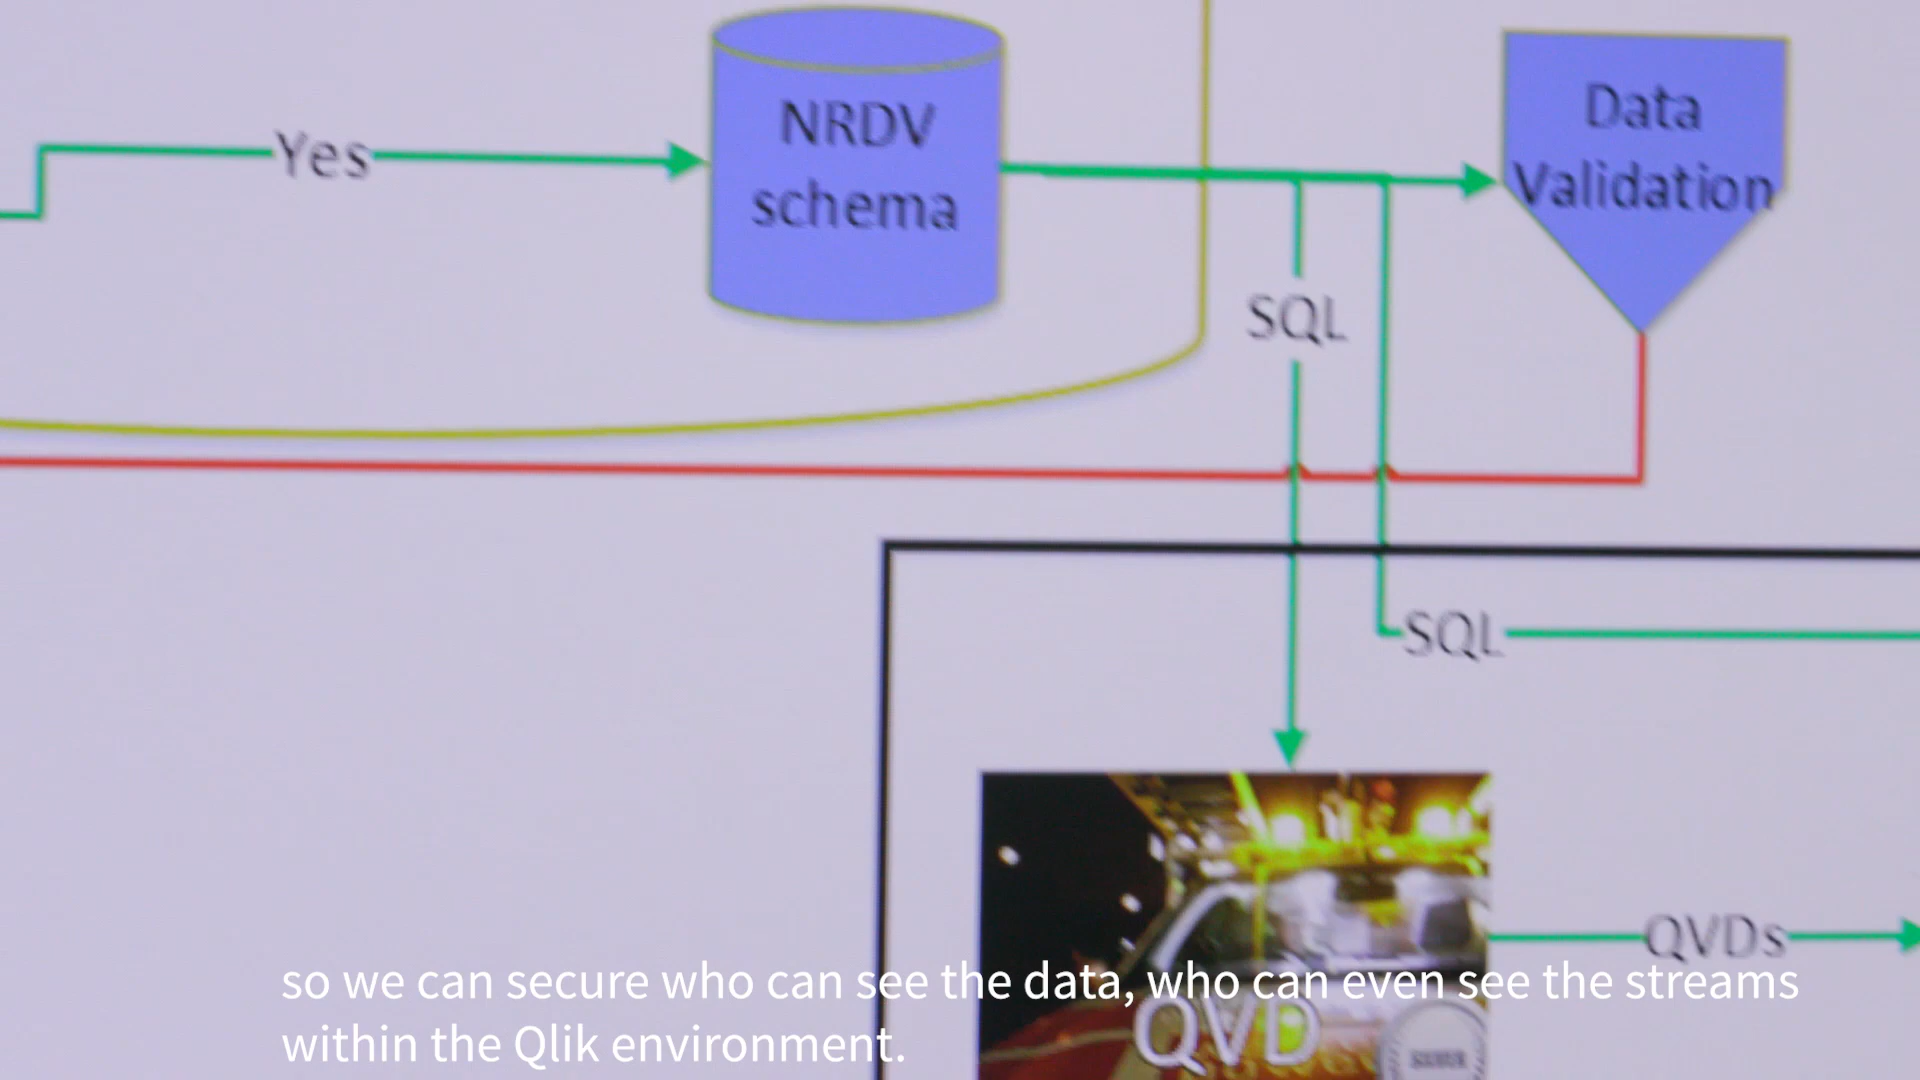 Yes
NRDV
schema
Data
Validation
SQL
SQL
QVDs
QVD
so we can secure who can see the data, who can even see the streams
within the Qlik environment.